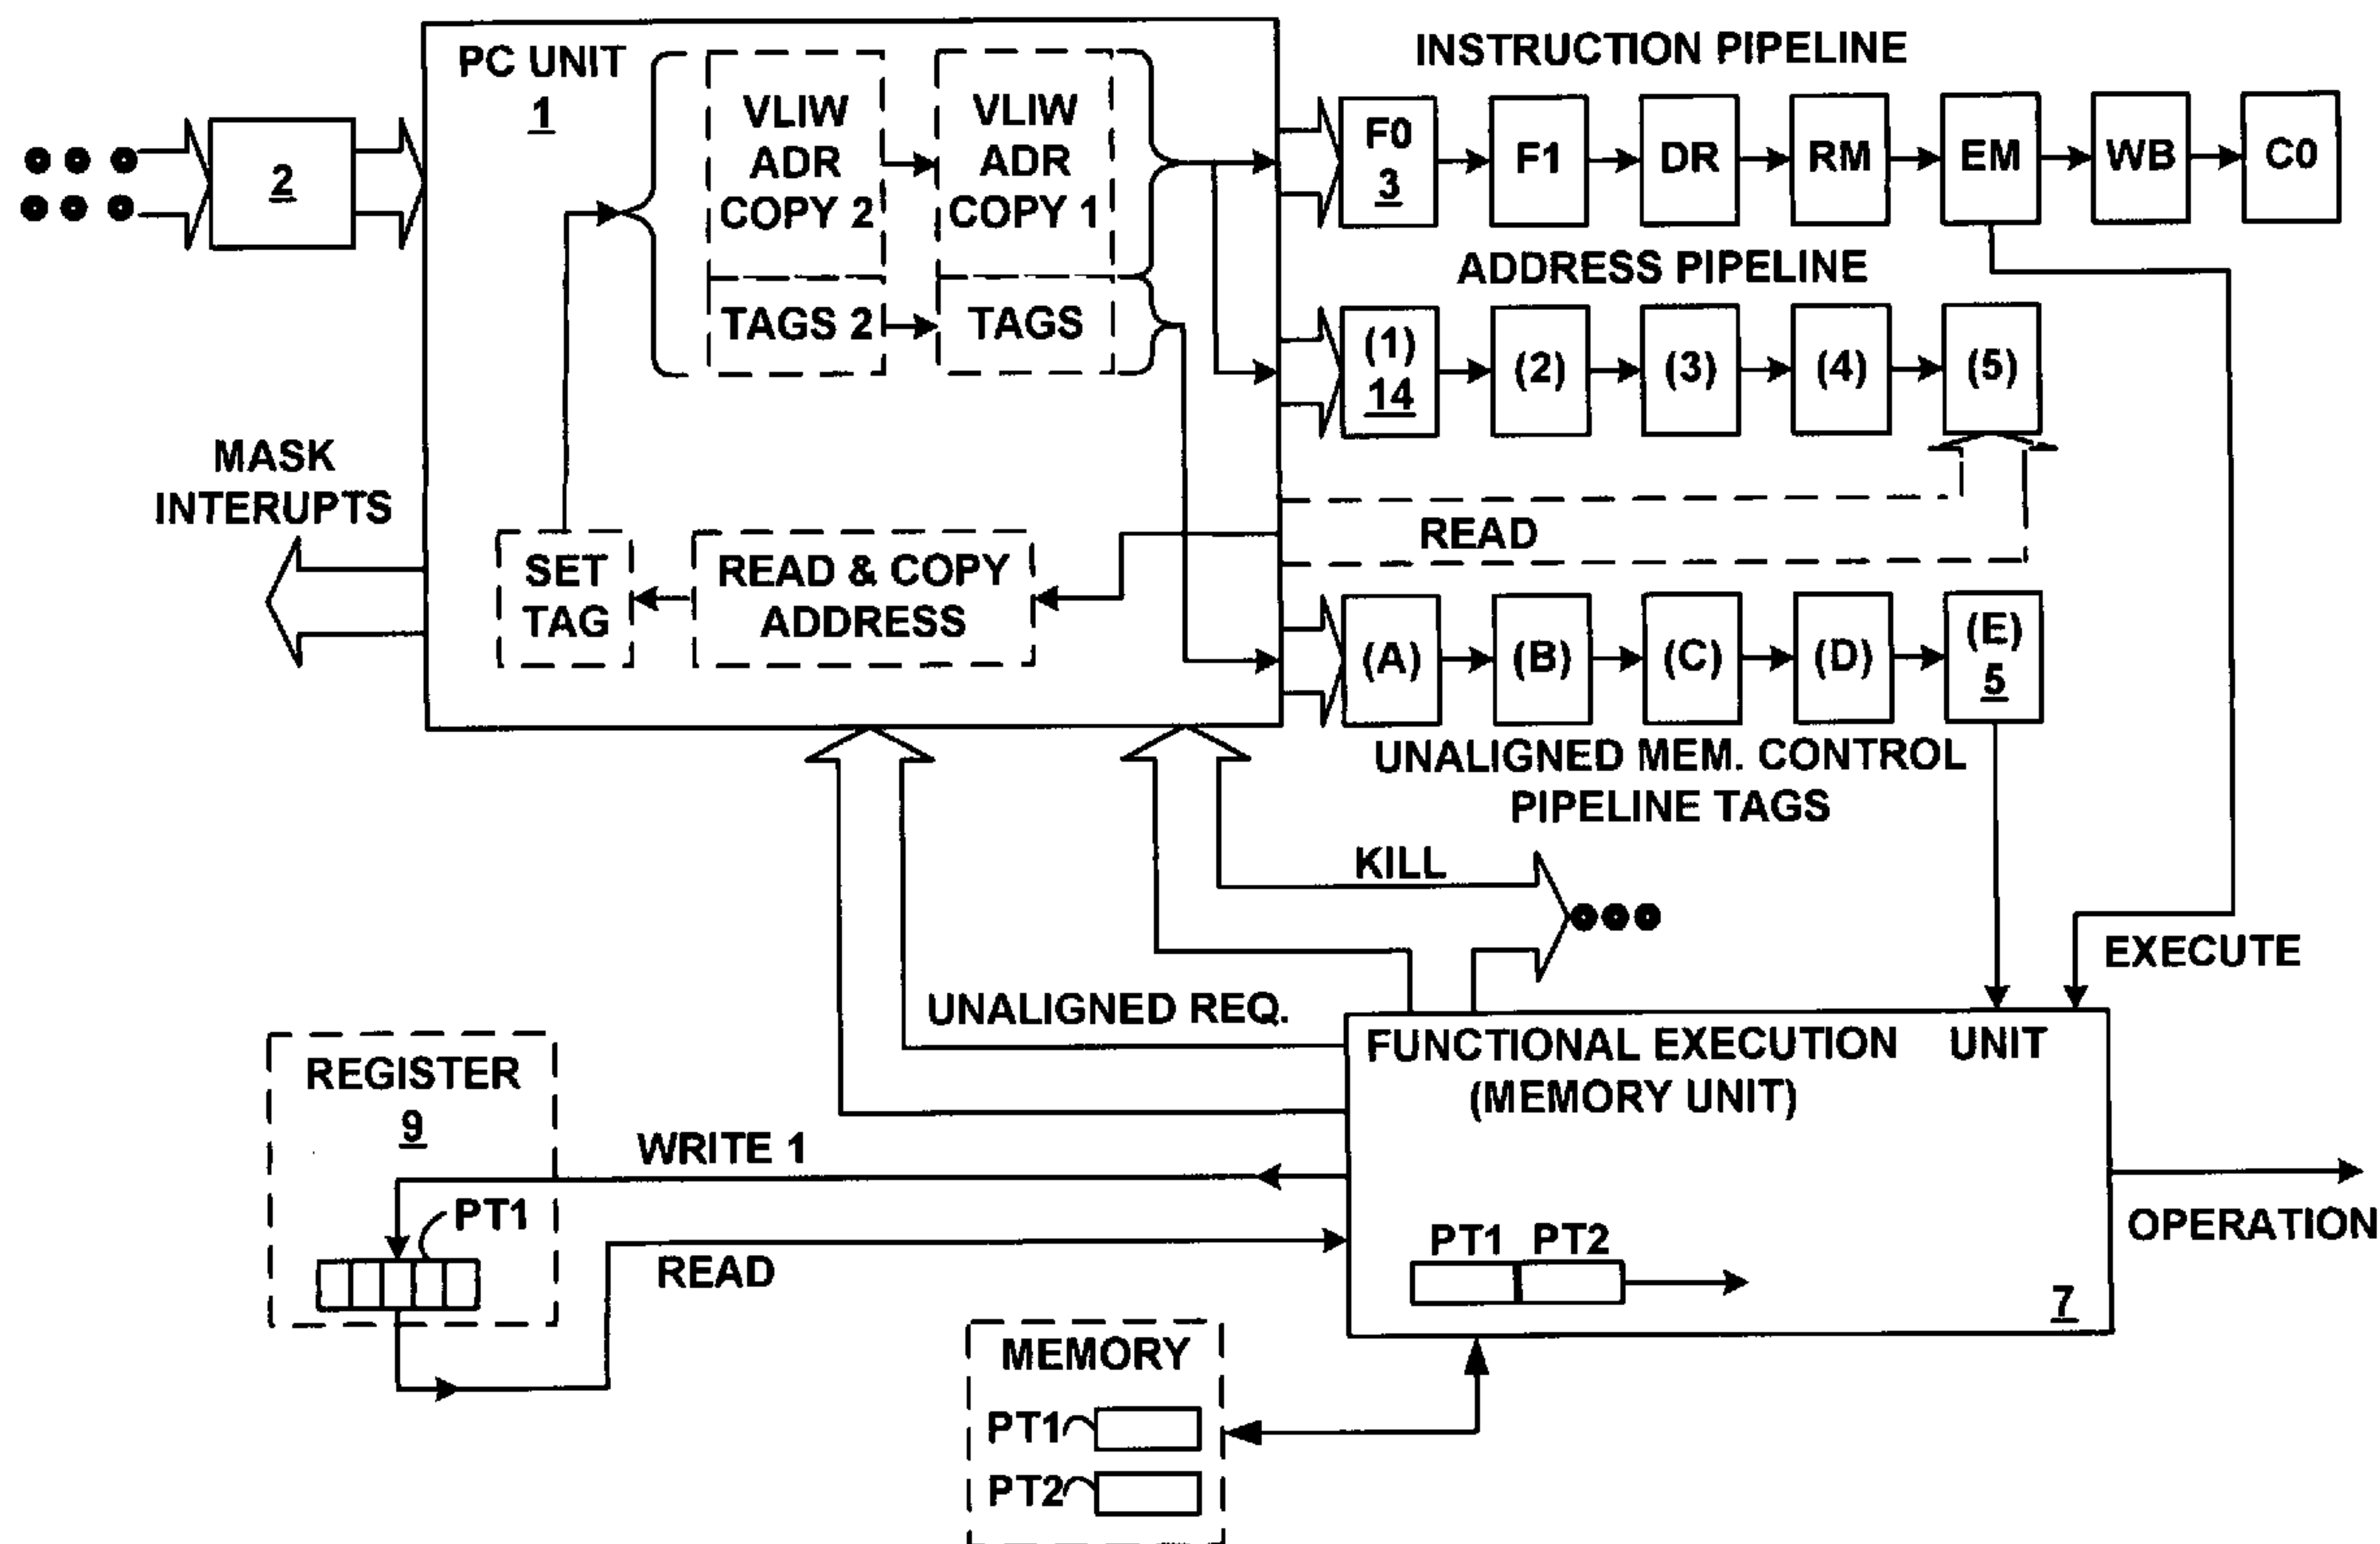 PC UNIT
1
2
VLIW
ADR
COPY 2
TAGS 2
VLIW
ADR
COPY 1
TAGS
SET
TAG
READ & COPY
ADDRESS
MASK
INTERUPTS
INSTRUCTION PIPELINE
F0
3
F1
DR
RM
EM
WB
C0
ADDRESS PIPELINE
(1)
14
(2)
(3)
(4)
(5)
READ
(A)
(B)
(C)
(D)
(E)
5
UNALIGNED MEM. CONTROL
PIPELINE TAGS
KILL
EXECUTE
UNALIGNED REQ.
FUNCTIONAL EXECUTION UNIT
(MEMORY UNIT)
PT1 PT2
7
OPERATION
REGISTER
9
PT1
WRITE 1
READ
MEMORY
PT1
PT2